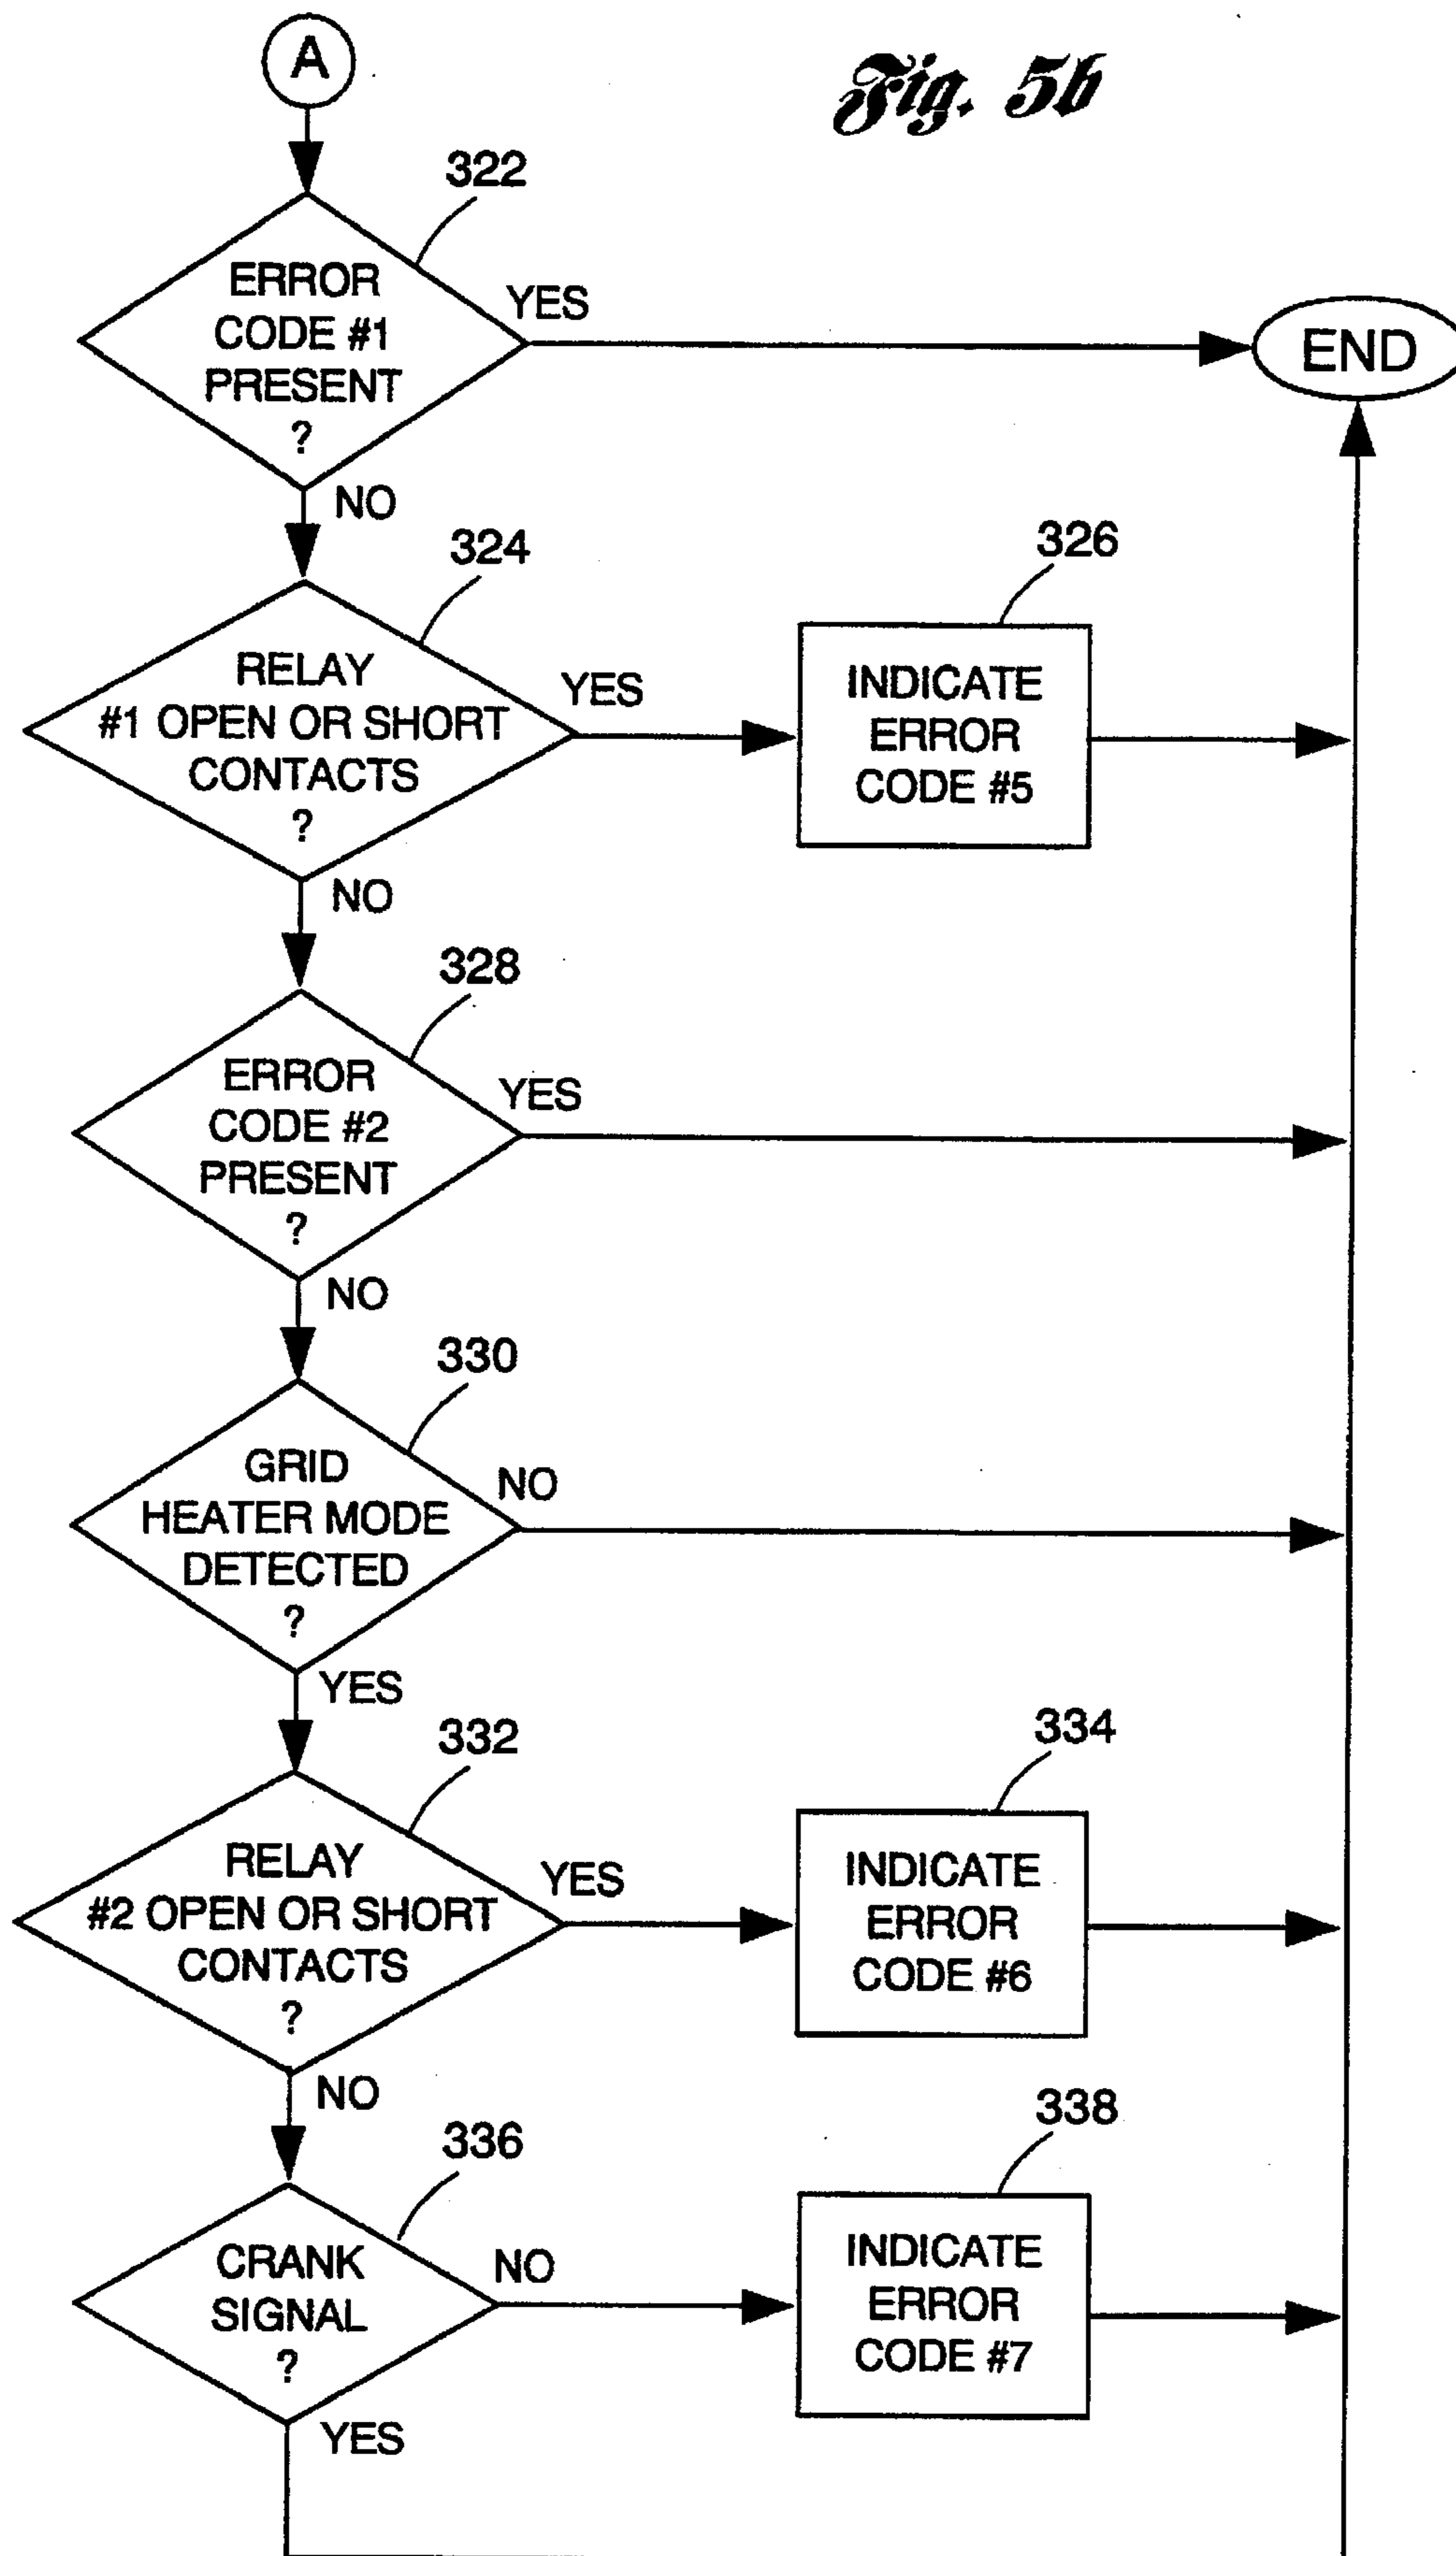 A
Fig. 5b
322
ERROR
CODE #1
PRESENT
?
YES
END
NO
324
326
RELAY
#1 OPEN OR SHORT
CONTACTS
?
YES
INDICATE
ERROR
CODE #5
NO
328
ERROR
CODE #2
PRESENT
?
YES
NO
330
GRID
HEATER MODE
DETECTED
?
NO
YES
332
334
RELAY
#2 OPEN OR SHORT
CONTACTS
?
YES
INDICATE
ERROR
CODE #6
NO
336
338
CRANK
SIGNAL
?
NO
INDICATE
ERROR
CODE #7
YES